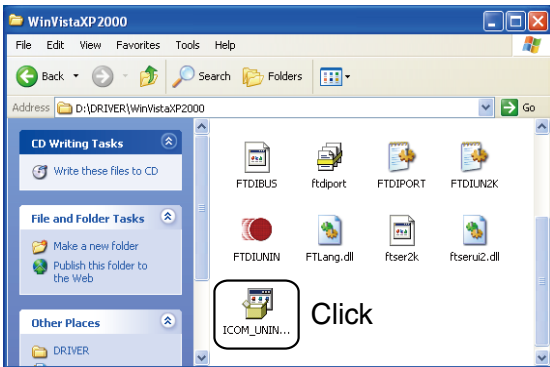 WinVistaXP2000
File Edit View Favorites Tools Help
Back Search Folders
Address D:\DRIVER\WinVistaXP2000 Go
CD Writing Tasks
Write these files to CD
File and Folder Tasks
Make a new folder
Publish this folder to
the Web
Other Places
DRIVER
FTDIBUS ftdiport FTDIPORT FTDIUN2K
FTDIUNIN FTLang.dll ftser2k ftserui2.dll
ICOM_UNIN...
Click